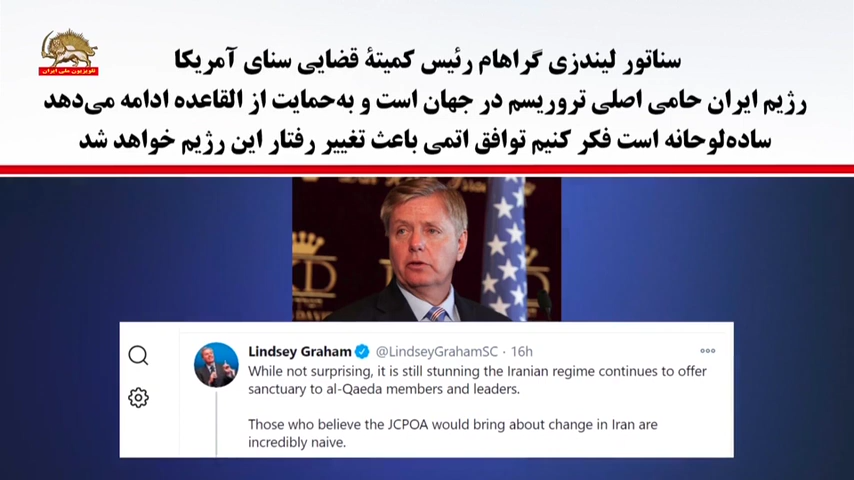 سناتور لیندزی گراهام رئیس کمیتهٔ قضایی سنای آمریکا
رژیم ایران حامی اصلی تروریسم در جهان است و به‌حمایت از القاعده ادامه می‌دهد
ساده‌لوحانه است فکر کنیم توافق اتمی باعث تغییر رفتار این رژیم خواهد شد
تلویزیون ملی ایران
Lindsey Graham @LindseyGrahamSC · 16h
While not surprising, it is still stunning the Iranian regime continues to offer
sanctuary to al-Qaeda members and leaders.
Those who believe the JCPOA would bring about change in Iran are
incredibly naive.